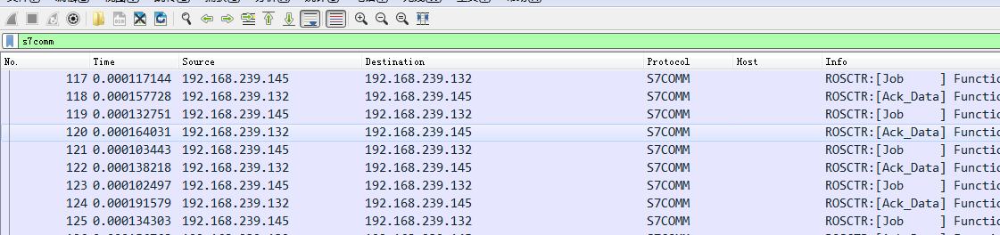 s7comm
No. Time Source Destination Protocol Host Info
117 0.000117144 192.168.239.145 192.168.239.132 S7COMM ROSCTR:[Job ] Functio
118 0.000157728 192.168.239.132 192.168.239.145 S7COMM ROSCTR:[Ack_Data] Functio
119 0.000132751 192.168.239.145 192.168.239.132 S7COMM ROSCTR:[Job ] Functio
120 0.000164031 192.168.239.132 192.168.239.145 S7COMM ROSCTR:[Ack_Data] Functio
121 0.000103443 192.168.239.145 192.168.239.132 S7COMM ROSCTR:[Job ] Functio
122 0.000138218 192.168.239.132 192.168.239.145 S7COMM ROSCTR:[Ack_Data] Functio
123 0.000102497 192.168.239.145 192.168.239.132 S7COMM ROSCTR:[Job ] Functio
124 0.000191579 192.168.239.132 192.168.239.145 S7COMM ROSCTR:[Ack_Data] Functio
125 0.000134303 192.168.239.145 192.168.239.132 S7COMM ROSCTR:[Job ] Functio